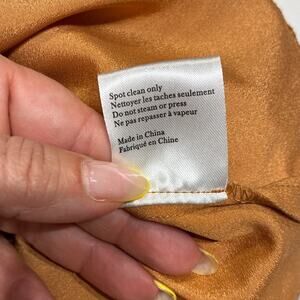 Spot clean only
Nettoyer les taches seulement
Do not steam or press
Ne pas repasser à vapeur
Made in China
Fabriqué en Chine